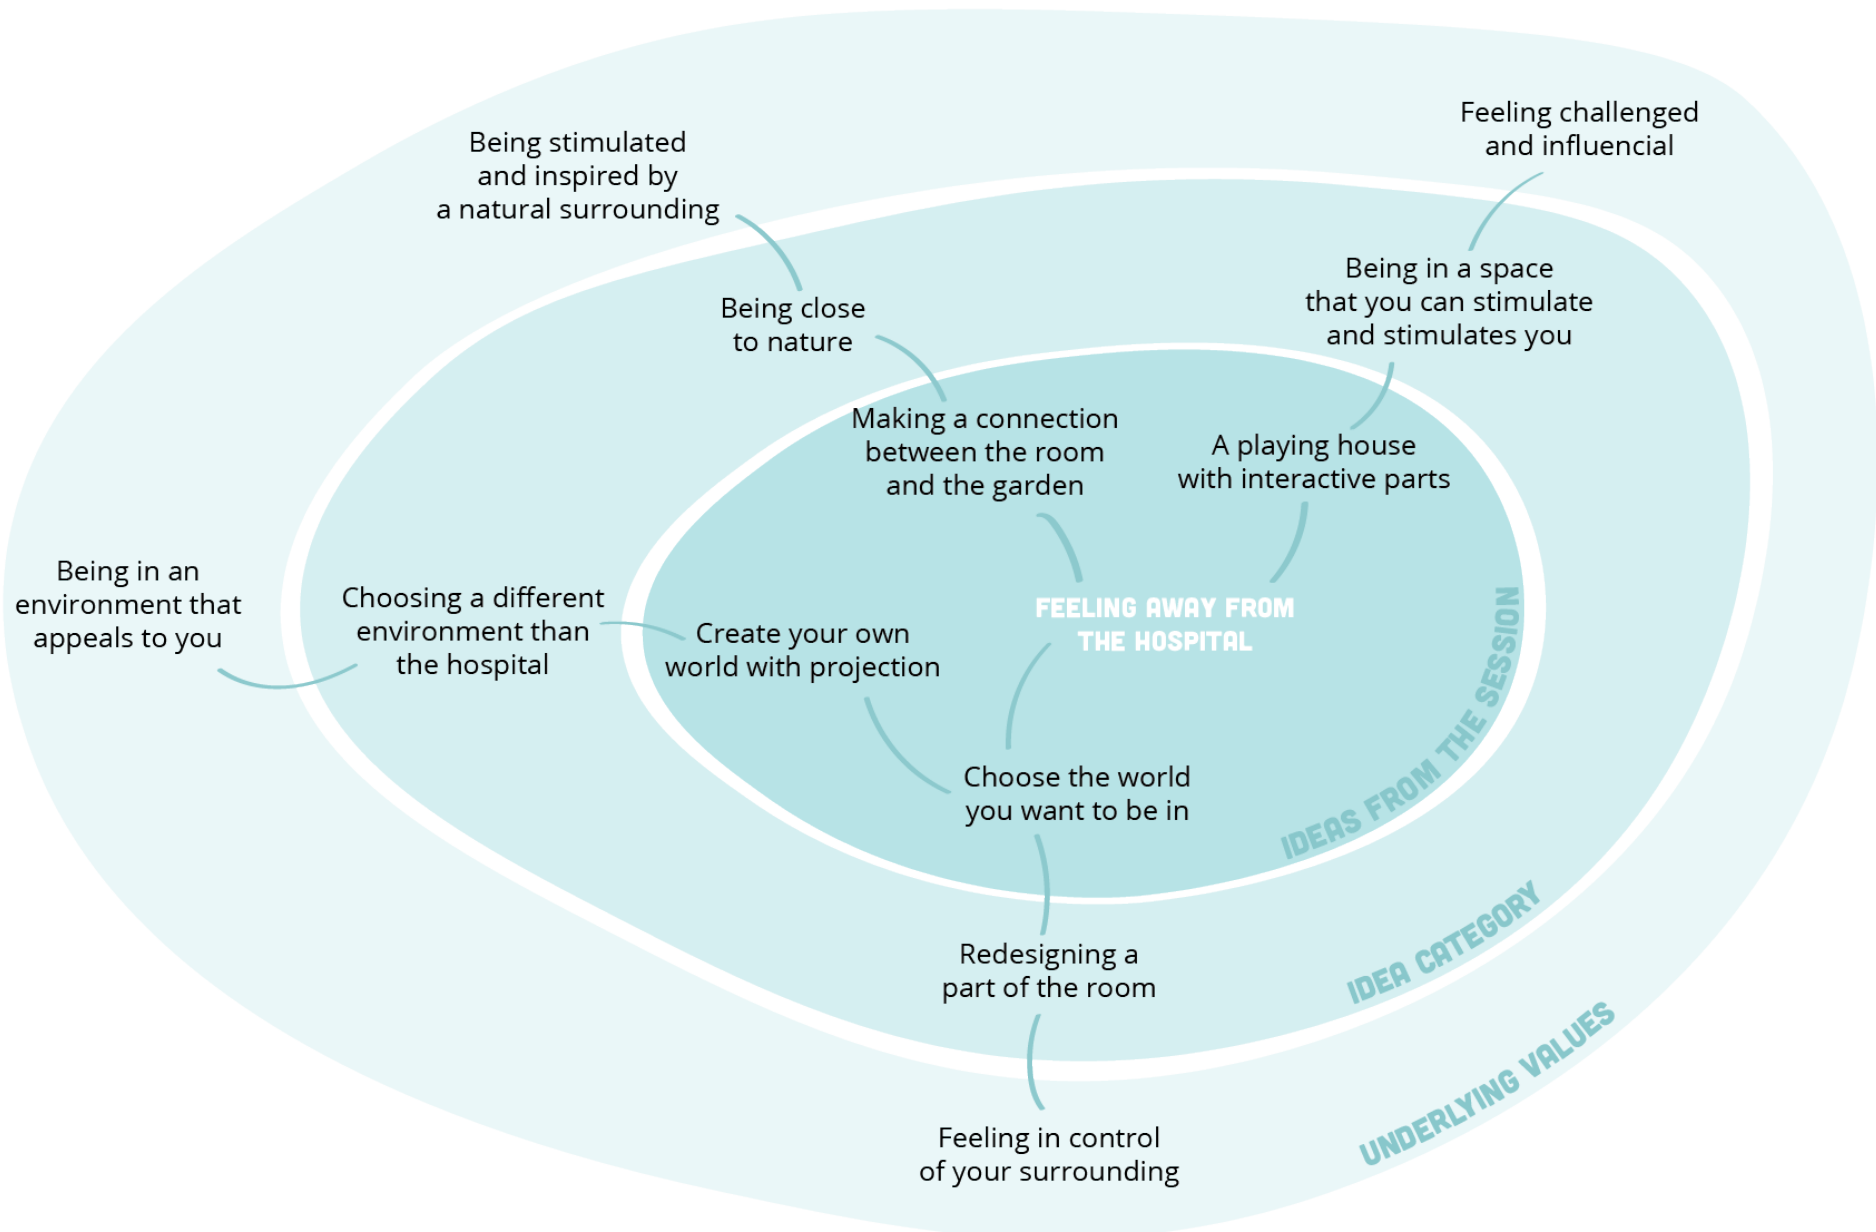 Feeling challenged
and influencial
Being stimulated
and inspired by
a natural surrounding
Being in a space
that you can stimulate
and stimulates you
Being close
to nature
Making a connection
between the room
and the garden
A playing house
with interactive parts
Being in an
environment that
appeals to you
Choosing a different
environment than
the hospital
Create your own
world with projection
FEELING AWAY FROM
THE HOSPITAL
Choose the world
you want to be in
IDEAS FROM THE SESSION
Redesigning a
part of the room
IDEA CATEGORY
Feeling in control
of your surrounding
UNDERLYING VALUES